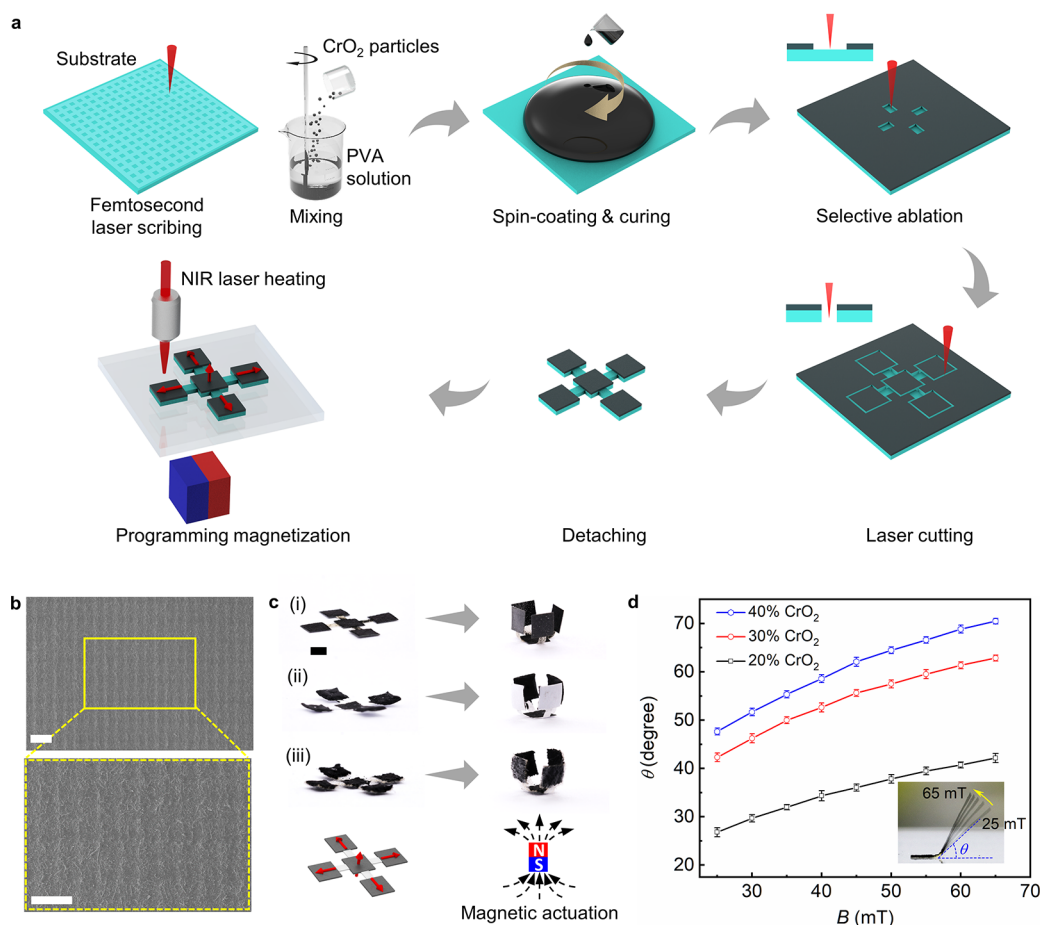 a
Substrate
CrO₂ particles
PVA
solution
Femtosecond
laser scribing
Mixing
Spin-coating & curing
Selective ablation
NIR laser heating
Programming magnetization
Detaching
Laser cutting
b
c
(i)
(ii)
(iii)
N
S
Magnetic actuation
d
40% CrO₂
30% CrO₂
20% CrO₂
θ (degree)
70
60
50
40
30
20
65 mT
25 mT
θ
30
40
50
60
70
B (mT)